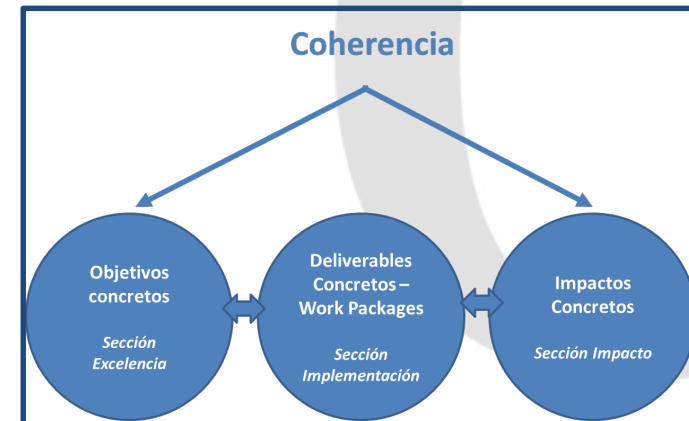 Coherencia
Objetivos
concretos
Sección
Excelencia
Deliverables
Concretos –
Work Packages
Sección
Implementación
Impactos
Concretos
Sección Impacto